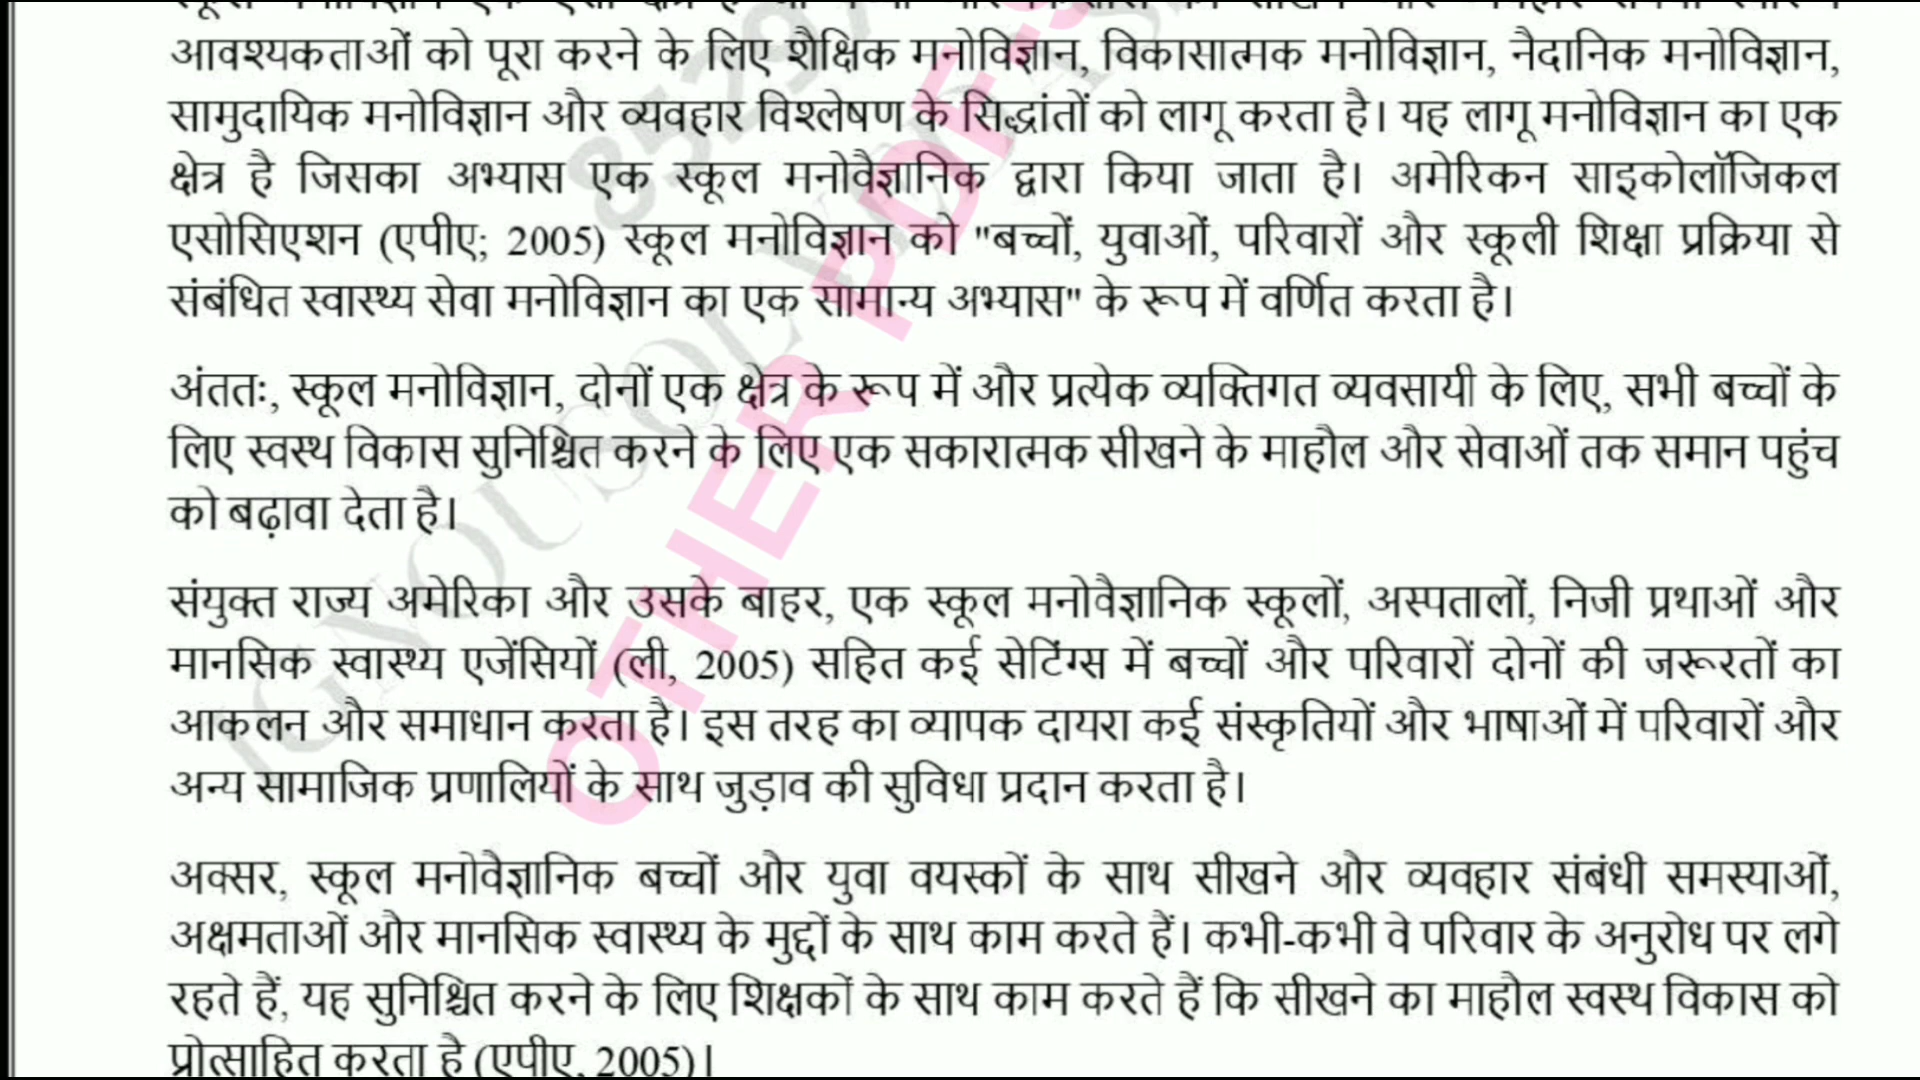 आवश्यकताओं को पूरा करने के लिए शैक्षिक मनोविज्ञान, विकासात्मक मनोविज्ञान, नैदानिक मनोविज्ञान,
सामुदायिक मनोविज्ञान और व्यवहार विश्लेषण के सिद्धांतों को लागू करता है। यह लागू मनोविज्ञान का एक
क्षेत्र है जिसका अभ्यास एक स्कूल मनोवैज्ञानिक द्वारा किया जाता है। अमेरिकन साइकोलॉजिकल
एसोसिएशन (एपीए; 2005) स्कूल मनोविज्ञान को "बच्चों, युवाओं, परिवारों और स्कूली शिक्षा प्रक्रिया से
संबंधित स्वास्थ्य सेवा मनोविज्ञान का एक सामान्य अभ्यास" के रूप में वर्णित करता है।
अंततः, स्कूल मनोविज्ञान, दोनों एक क्षेत्र के रूप में और प्रत्येक व्यक्तिगत व्यवसायी के लिए, सभी बच्चों के
लिए स्वस्थ विकास सुनिश्चित करने के लिए एक सकारात्मक सीखने के माहौल और सेवाओं तक समान पहुंच
को बढ़ावा देता है।
संयुक्त राज्य अमेरिका और उसके बाहर, एक स्कूल मनोवैज्ञानिक स्कूलों, अस्पतालों, निजी प्रथाओं और
मानसिक स्वास्थ्य एजेंसियों (ली, 2005) सहित कई सेटिंग्स में बच्चों और परिवारों दोनों की जरूरतों का
आकलन और समाधान करता है। इस तरह का व्यापक दायरा कई संस्कृतियों और भाषाओं में परिवारों और
अन्य सामाजिक प्रणालियों के साथ जुड़ाव की सुविधा प्रदान करता है।
अक्सर, स्कूल मनोवैज्ञानिक बच्चों और युवा वयस्कों के साथ सीखने और व्यवहार संबंधी समस्याओं,
अक्षमताओं और मानसिक स्वास्थ्य के मुद्दों के साथ काम करते हैं। कभी-कभी वे परिवार के अनुरोध पर लगे
रहते हैं, यह सुनिश्चित करने के लिए शिक्षकों के साथ काम करते हैं कि सीखने का माहौल स्वस्थ विकास को
प्रोत्साहित करता है (एपीए, 2005)।
OTHER PDFS